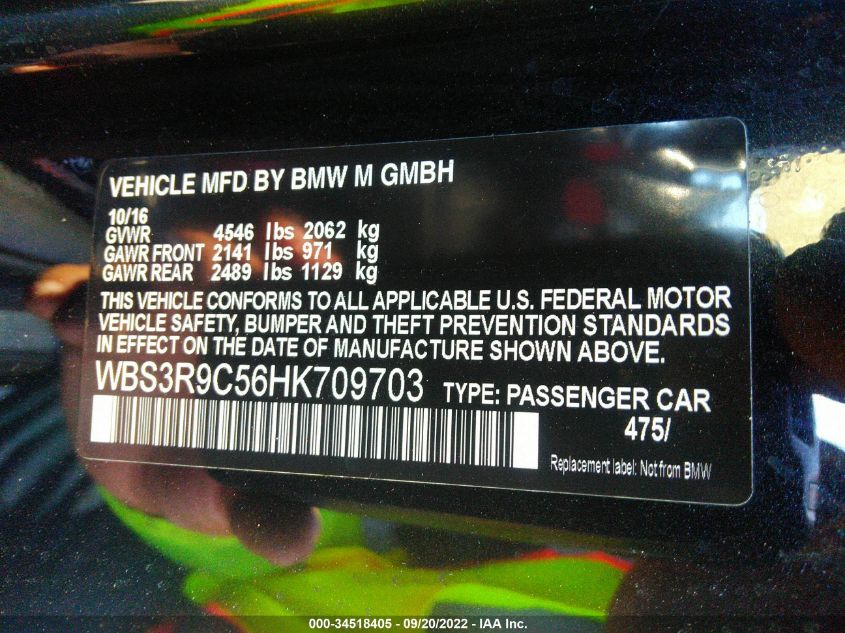 VEHICLE MFD BY BMW M GMBH
10/16
GVWR 4546 lbs 2062 kg
GAWR FRONT 2141 lbs 971 kg
GAWR REAR 2489 lbs 1129 kg
THIS VEHICLE CONFORMS TO ALL APPLICABLE U.S. FEDERAL MOTOR
VEHICLE SAFETY, BUMPER AND THEFT PREVENTION STANDARDS
IN EFFECT ON THE DATE OF MANUFACTURE SHOWN ABOVE.
WBS3R9C56HK709703 TYPE: PASSENGER CAR
475/
Replacement label: Not from BMW
000-34518405 - 09/20/2022 - IAA Inc.